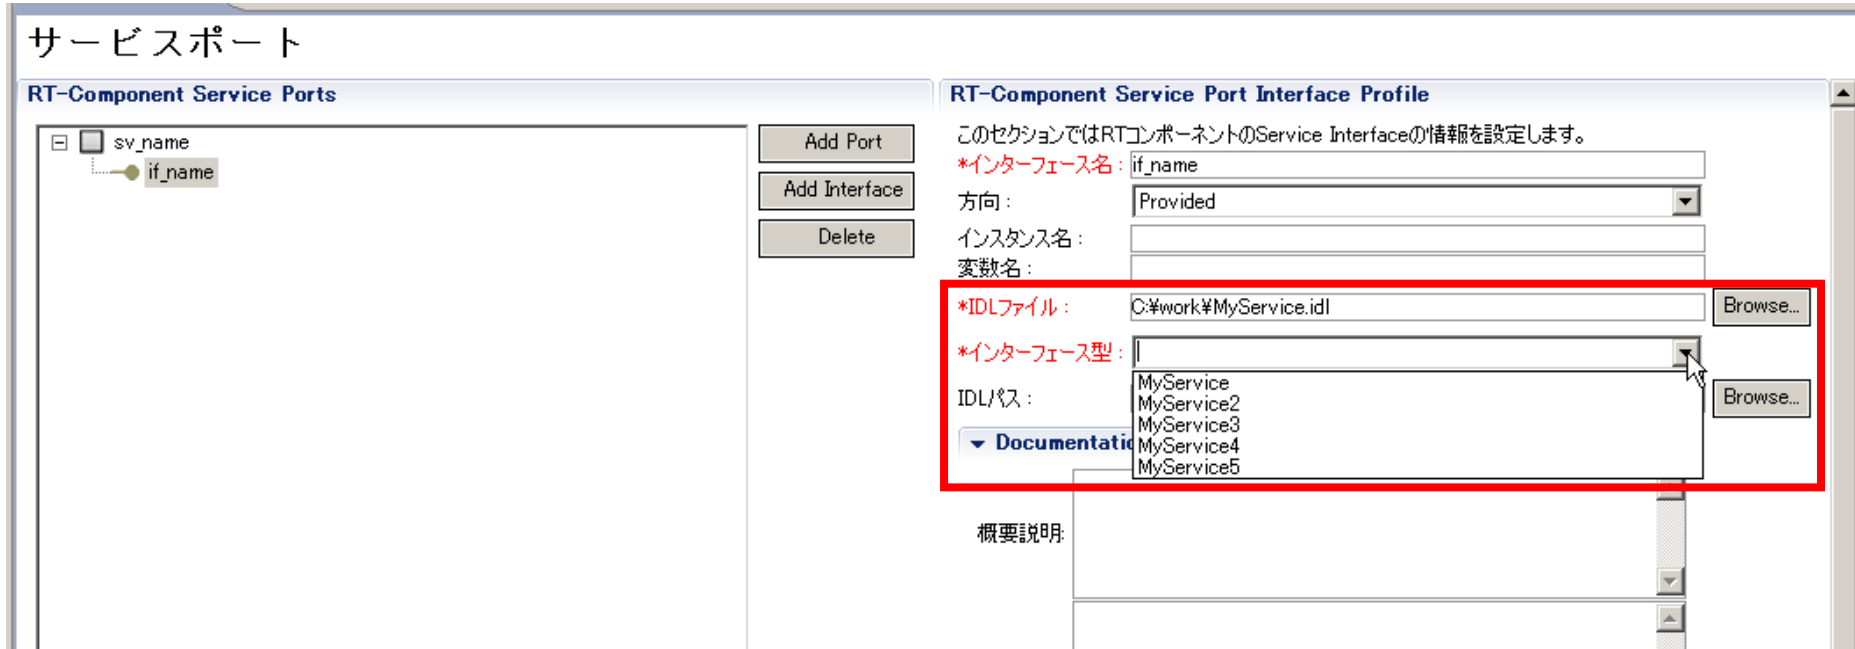 サービスポート
RT-Component Service Ports
sv_name
if_name
Add Port
Add Interface
Delete
RT-Component Service Port Interface Profile
このセクションではRTコンポーネントのService Interfaceの情報を設定します。
*インターフェース名: if_name
方向: Provided
インスタンス名:
変数名:
*IDLファイル: C:¥work¥MyService.idl Browse...
*インターフェース型:
MyService
MyService2
MyService3
MyService4
MyService5
IDLパス: Browse...
Documentatio
概要説明: